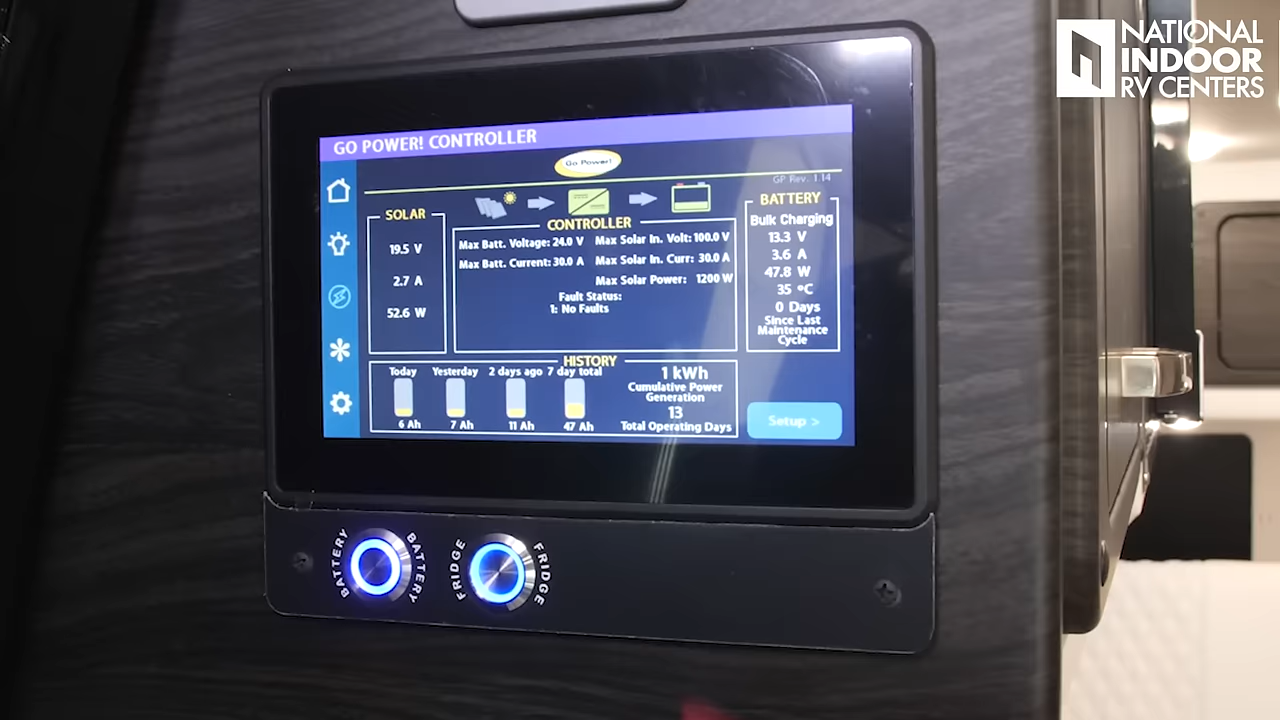 NATIONAL
INDOOR
RV CENTERS
GO POWER! CONTROLLER
Go Power!
GP Rev. 1.14
SOLAR
19.5 V
2.7 A
52.6 W
CONTROLLER
Max Batt. Voltage: 24.0 V Max Solar In. Volt: 100.0 V
Max Batt. Current: 30.0 A Max Solar In. Curr: 30.0 A
Max Solar Power: 1200 W
Fault Status:
1: No Faults
BATTERY
Bulk Charging
13.3 V
3.6 A
47.8 W
35 ºC
0 Days
Since Last
Maintenance
Cycle
HISTORY
Today Yesterday 2 days ago 7 day total
6 Ah 7 Ah 11 Ah 47 Ah
1 kWh
Cumulative Power
Generation
13
Total Operating Days
Setup >
BATTERY BATTERY FRIDGE FRIDGE